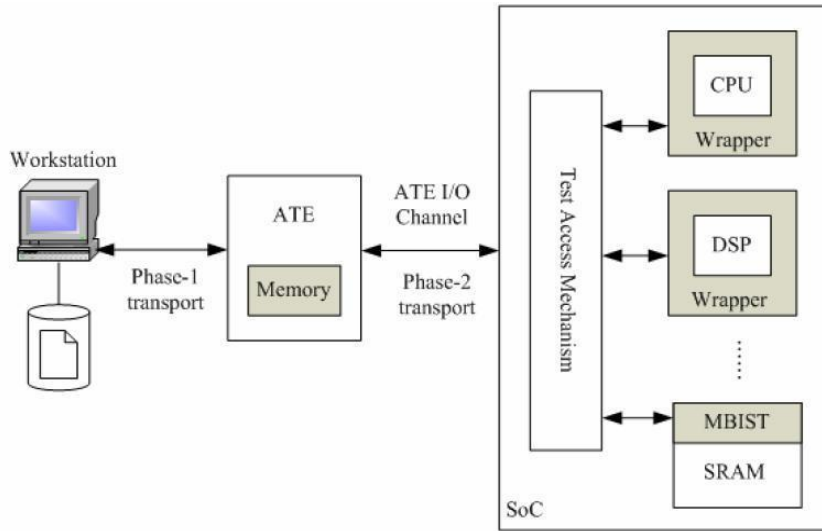 Workstation
Phase-1
transport
ATE
Memory
ATE I/O
Channel
Phase-2
transport
Test Access Mechanism
CPU
Wrapper
DSP
Wrapper
MBIST
SRAM
SoC